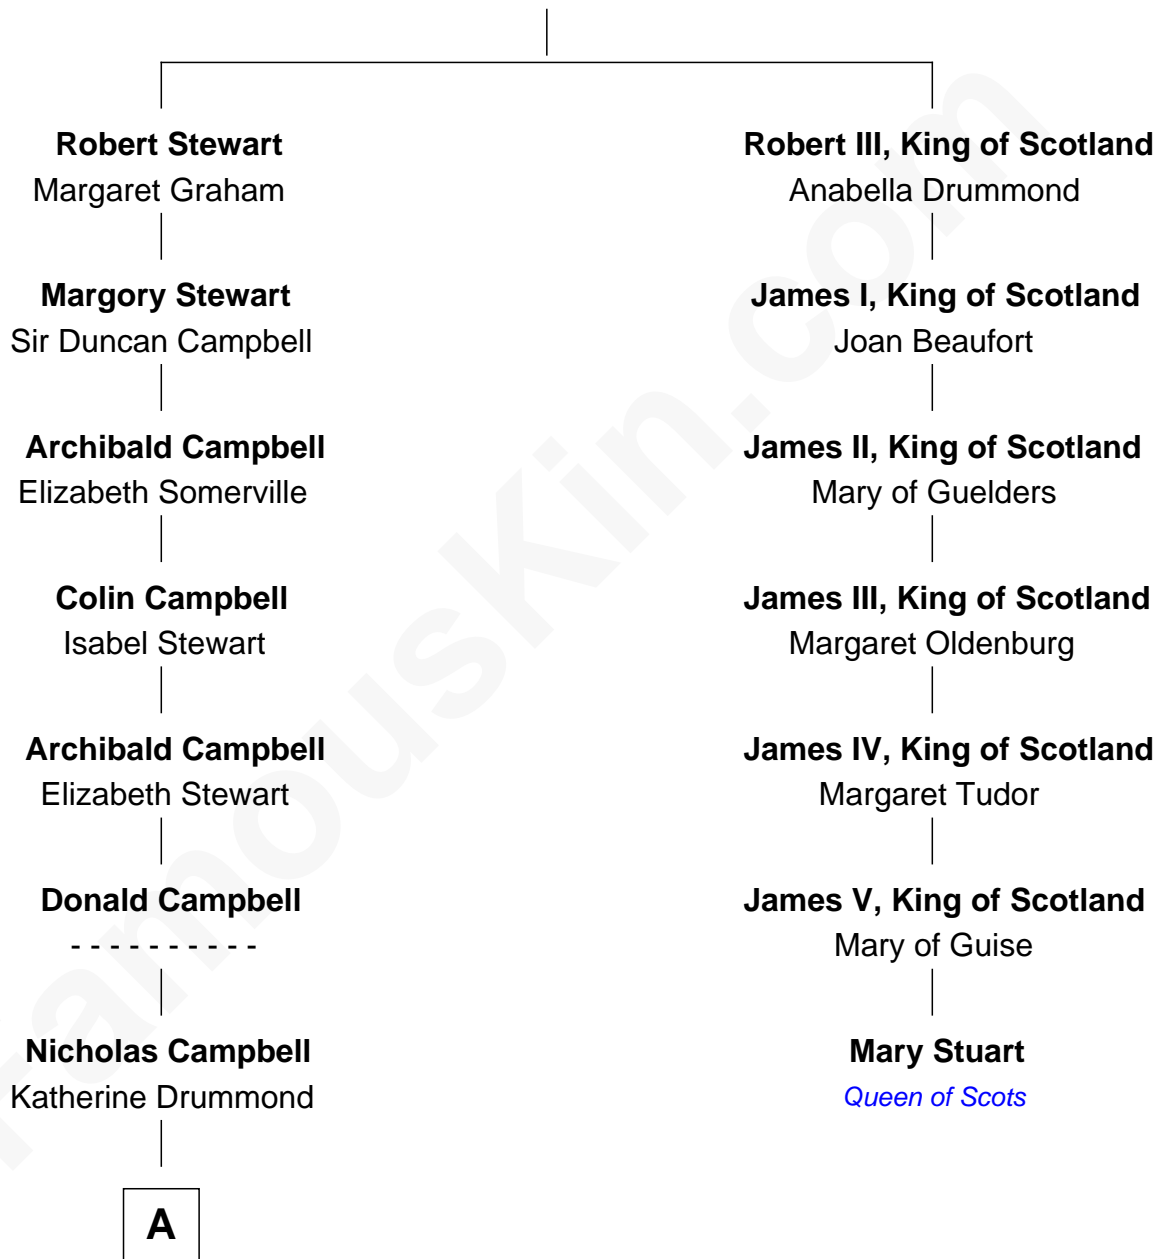 Robert Stewart
Margaret Graham
Margory Stewart
Sir Duncan Campbell
Archibald Campbell
Elizabeth Somerville
Colin Campbell
Isabel Stewart
Archibald Campbell
Elizabeth Stewart
Donald Campbell
- - - - - - - - - -
Nicholas Campbell
Katherine Drummond
A
Robert III, King of Scotland
Anabella Drummond
James I, King of Scotland
Joan Beaufort
James II, King of Scotland
Mary of Guelders
James III, King of Scotland
Margaret Oldenburg
James IV, King of Scotland
Margaret Tudor
James V, King of Scotland
Mary of Guise
Mary Stuart
Queen of Scots
FamousKin.com